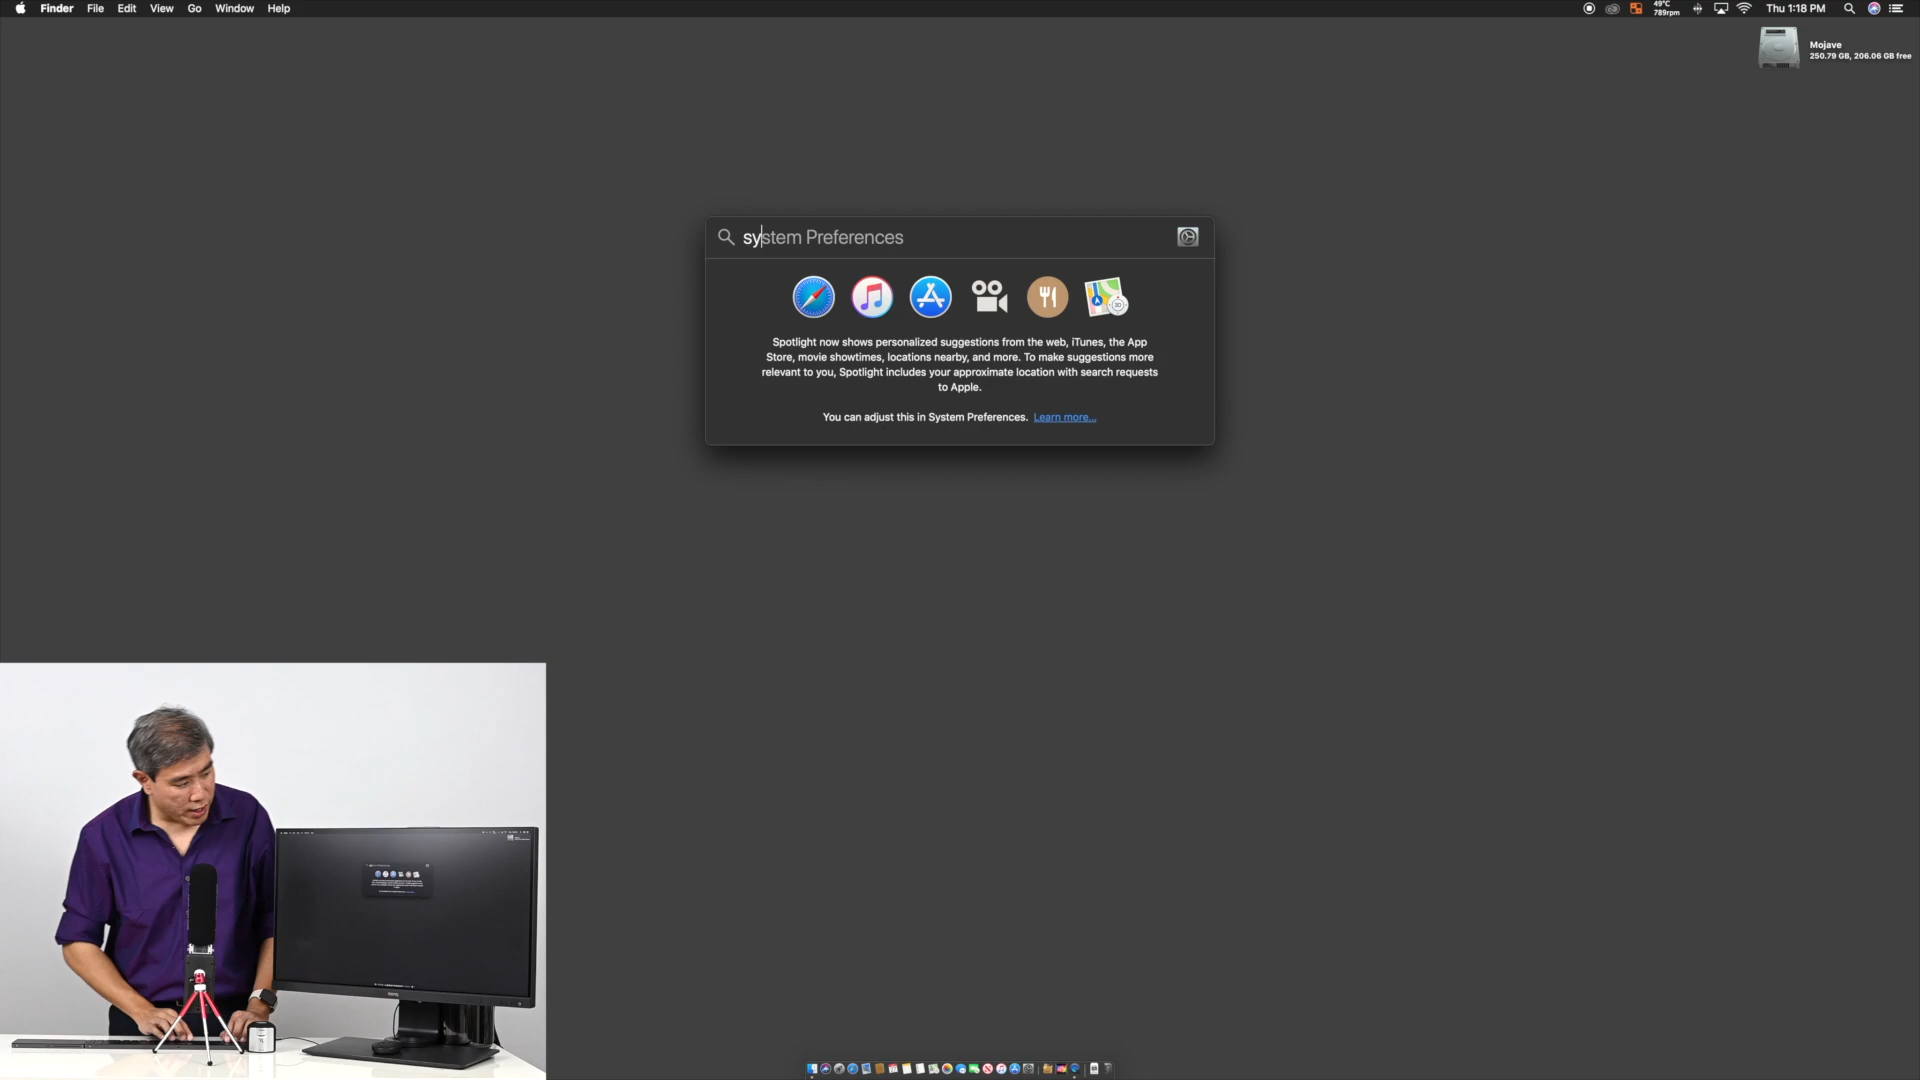 Finder File Edit View Go Window Help
49°C
789rpm
Thu 1:18 PM
Mojave
250.79 GB, 206.06 GB free
system Preferences
Spotlight now shows personalized suggestions from the web, iTunes, the App
Store, movie showtimes, locations nearby, and more. To make suggestions more
relevant to you, Spotlight includes your approximate location with search requests
to Apple.
You can adjust this in System Preferences. Learn more...
BenQ